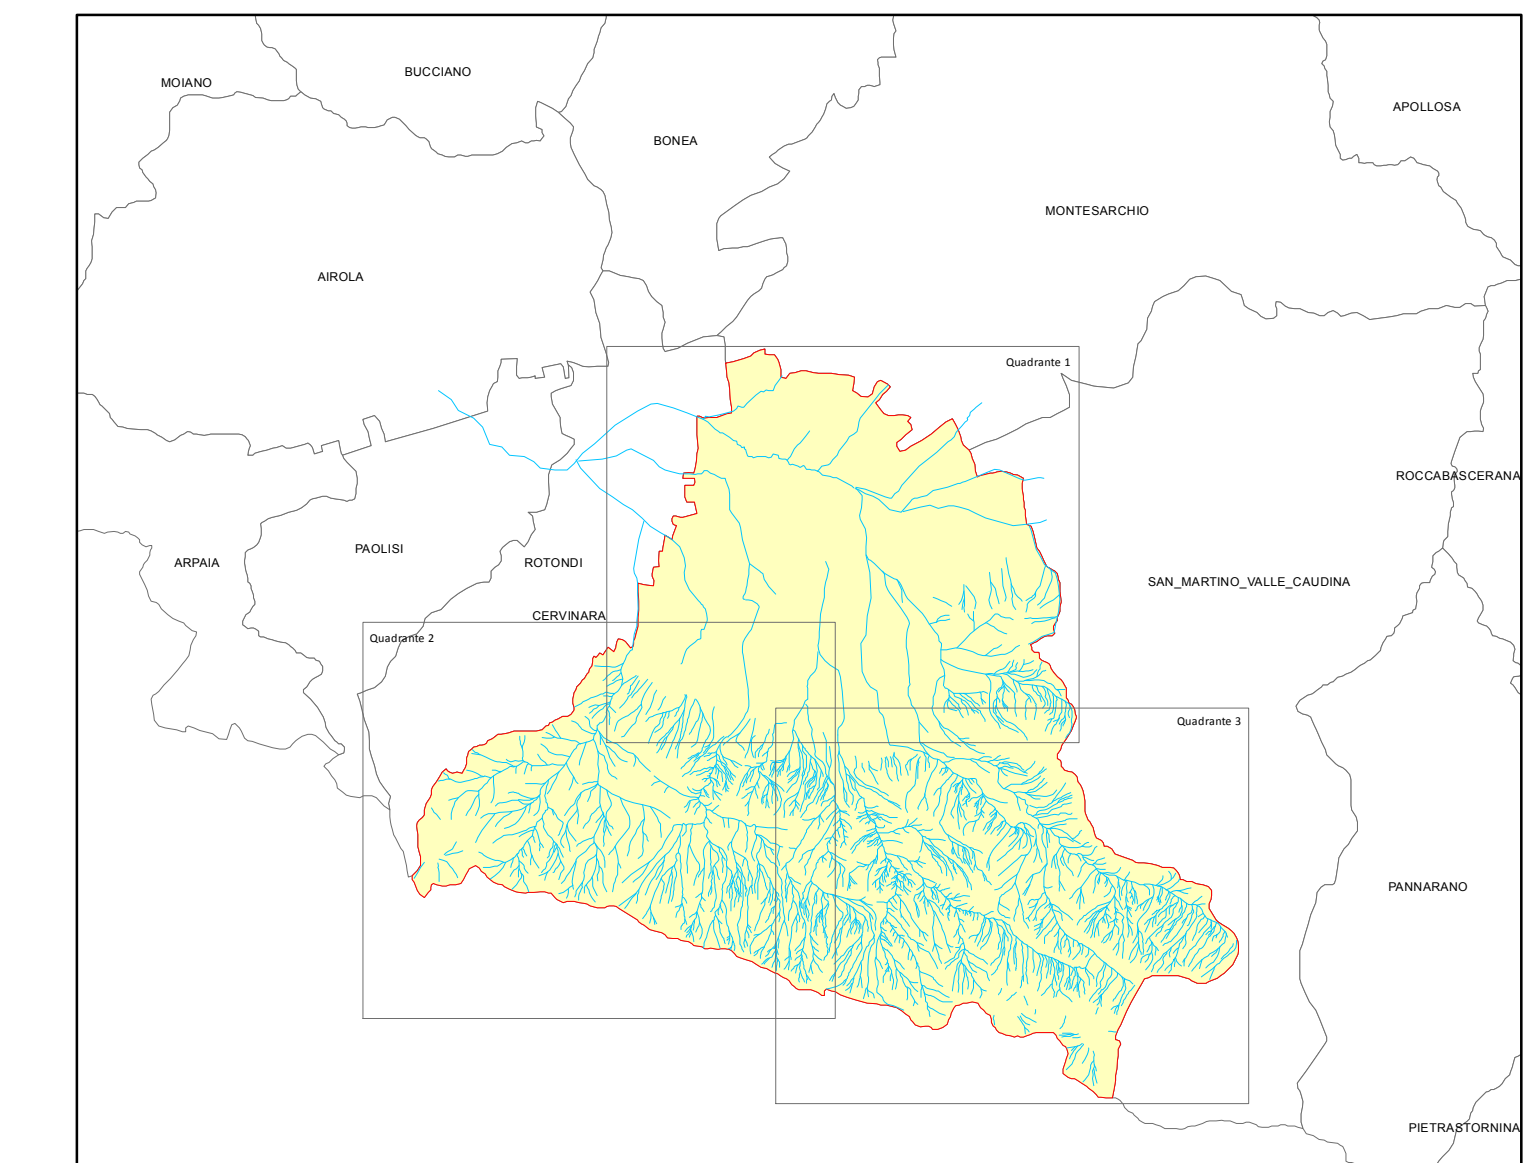 BUCCIANO
MOIANO
APOLLOSA
BONEA
MONTESARCHIO
AIROLA
Quadrante 1
ROCCABASCERANA
PAOLISI
ARPAIA
ROTONDI
SAN_MARTINO_VALLE_CAUDINA
CERVINARA
Quadrante 2
Quadrante 3
PANNARANO
PIETRASTORNINA